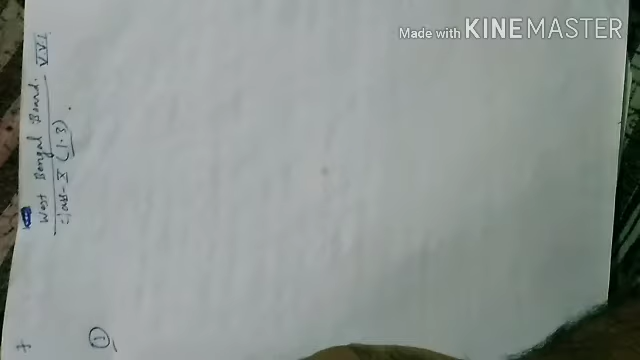 West Bengal Board. VVI.
Class - X (1.3).
①
Made with KINEMASTER